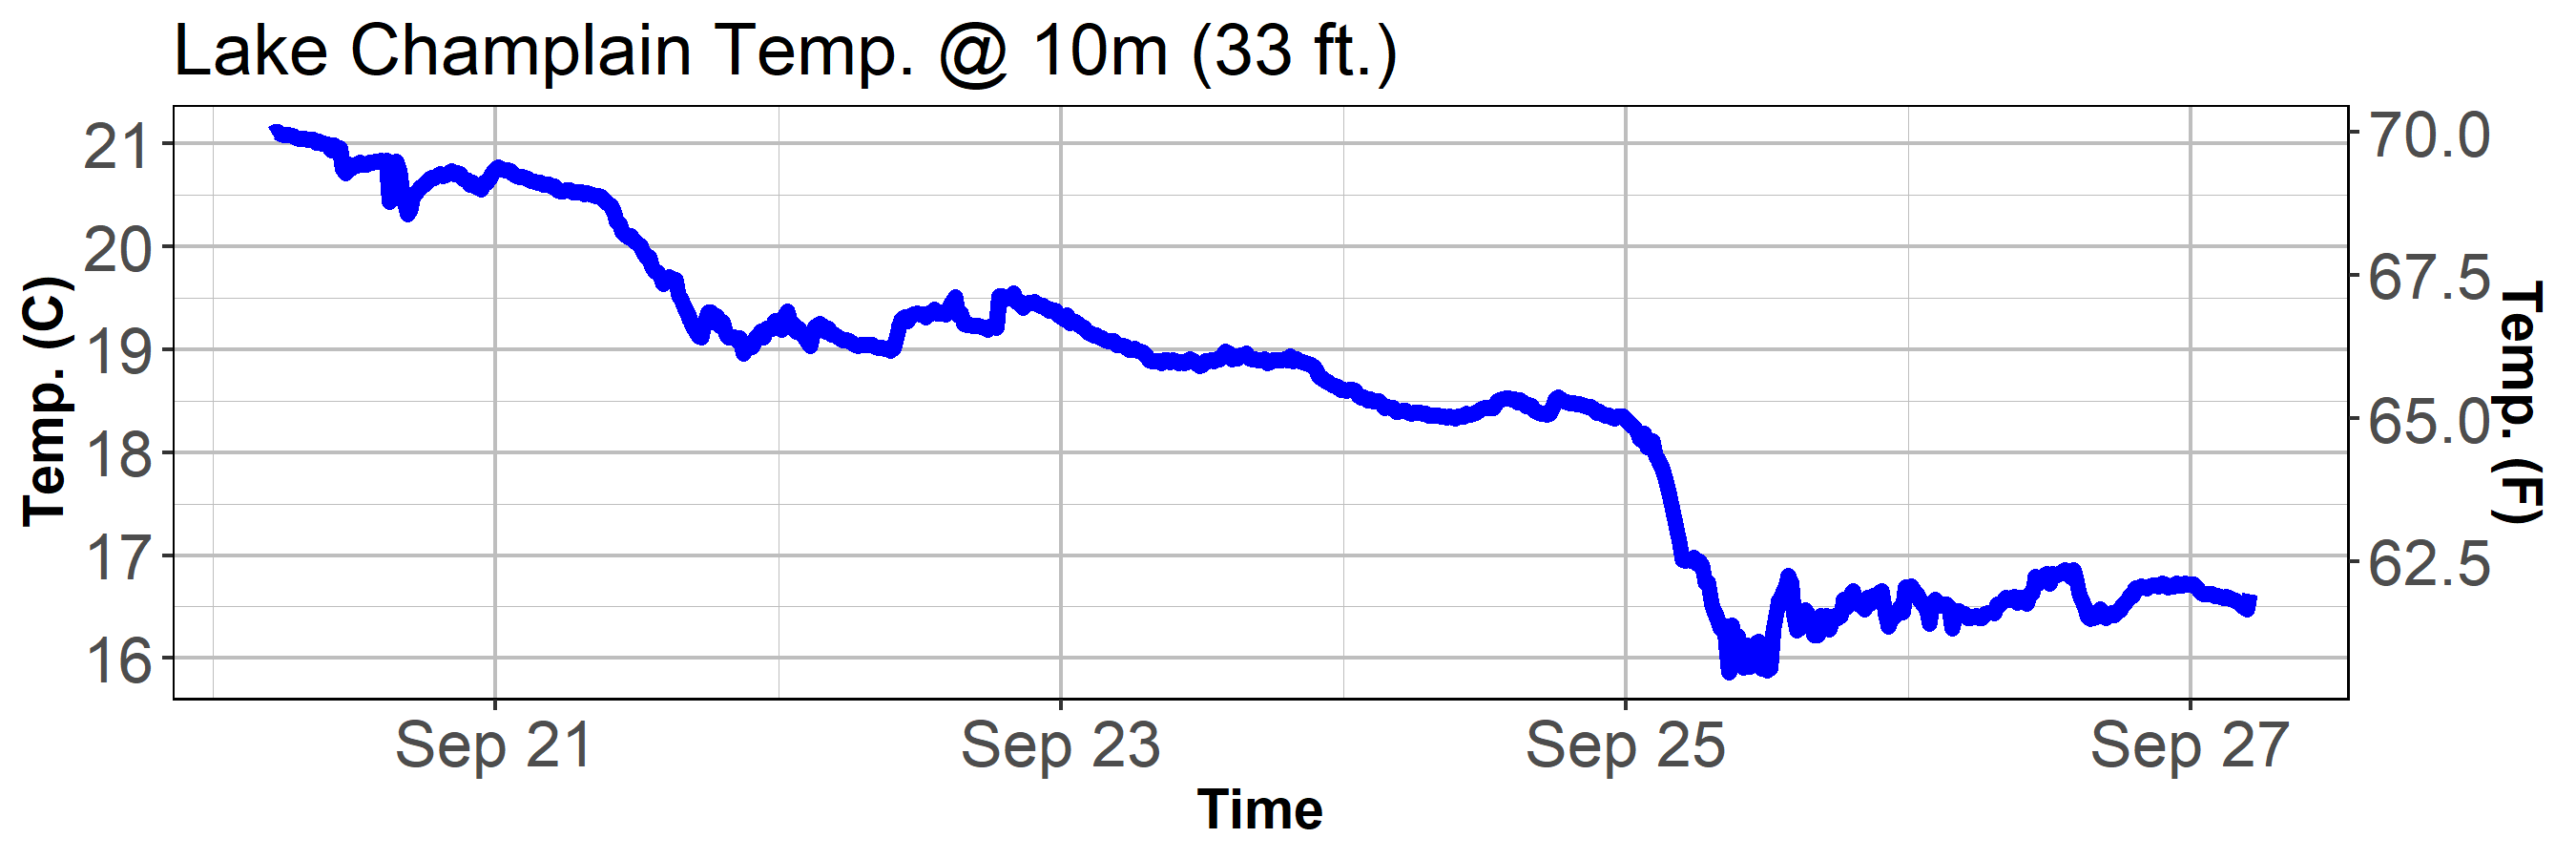 Lake Champlain Temp. @ 10m (33 ft.)
Temp. (C)
21
20
19
18
17
16
70.0
67.5
65.0
62.5
Temp. (F)
Sep 21
Sep 23
Sep 25
Sep 27
Time